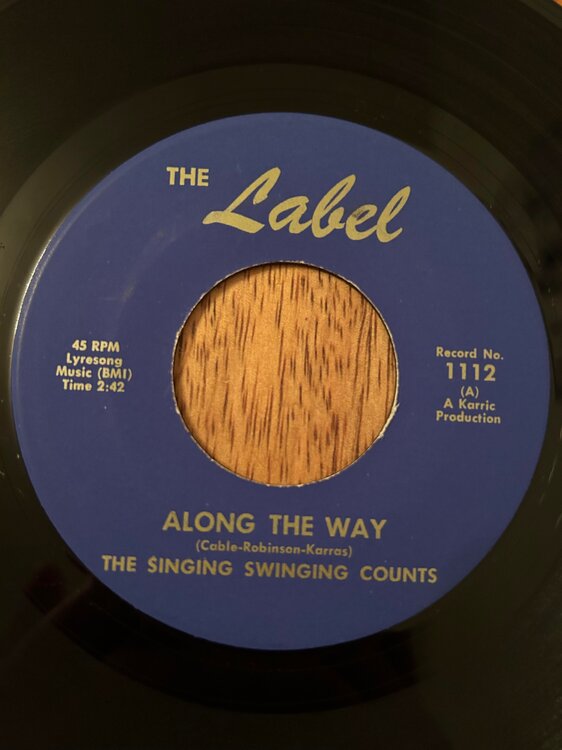 THE Label
45 RPM
Lyresong
Music (BMI)
Time 2:42
Record No.
1112
(A)
A Karric
Production
ALONG THE WAY
(Cable-Robinson-Karras)
THE SINGING SWINGING COUNTS